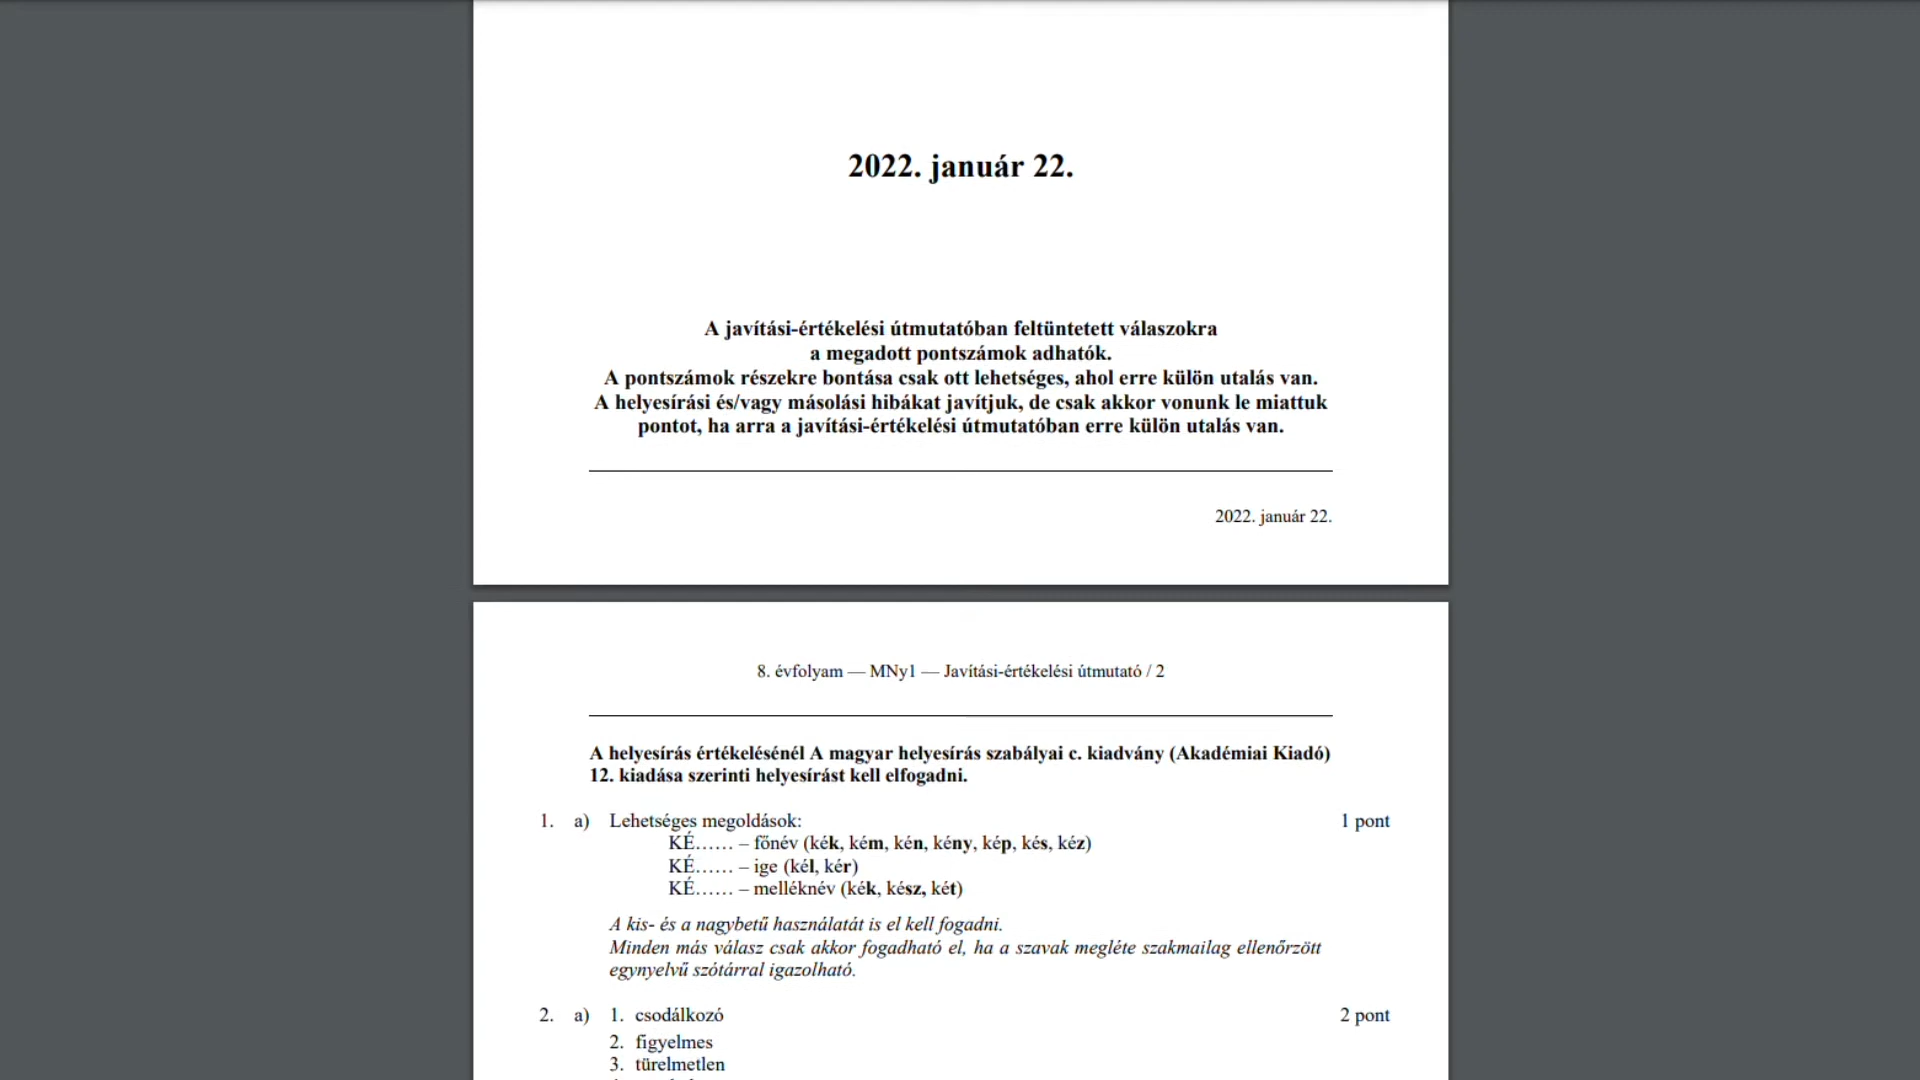 2022. január 22.
A javítási-értékelési útmutatóban feltüntetett válaszokra
a megadott pontszámok adhatók.
A pontszámok részekre bontása csak ott lehetséges, ahol erre külön utalás van.
A helyesírási és/vagy másolási hibákat javítjuk, de csak akkor vonunk le miattuk
pontot, ha arra a javítási-értékelési útmutatóban erre külön utalás van.
2022. január 22.
8. évfolyam — MNy1 — Javítási-értékelési útmutató / 2
A helyesírás értékelésénél A magyar helyesírás szabályai c. kiadvány (Akadémiai Kiadó)
12. kiadása szerinti helyesírást kell elfogadni.
1. a) Lehetséges megoldások: 1 pont
KÉ…… – főnév (kék, kém, kén, kény, kép, kés, kéz)
KÉ…… – ige (kél, kér)
KÉ…… – melléknév (kék, kész, két)
A kis- és a nagybetű használatát is el kell fogadni.
Minden más válasz csak akkor fogadható el, ha a szavak megléte szakmailag ellenőrzött
egynyelvű szótárral igazolható.
2. a) 1. csodálkozó 2 pont
2. figyelmes
3. türelmetlen